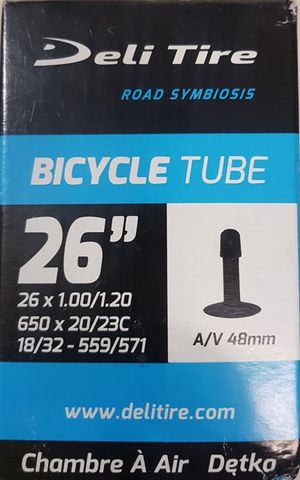 Deli Tire
ROAD SYMBIOSIS
BICYCLE TUBE
26”
26 x 1.00/1.20
650 x 20/23C
18/32 - 559/571
A/V 48mm
www.delitire.com
Chambre À Air Dętka